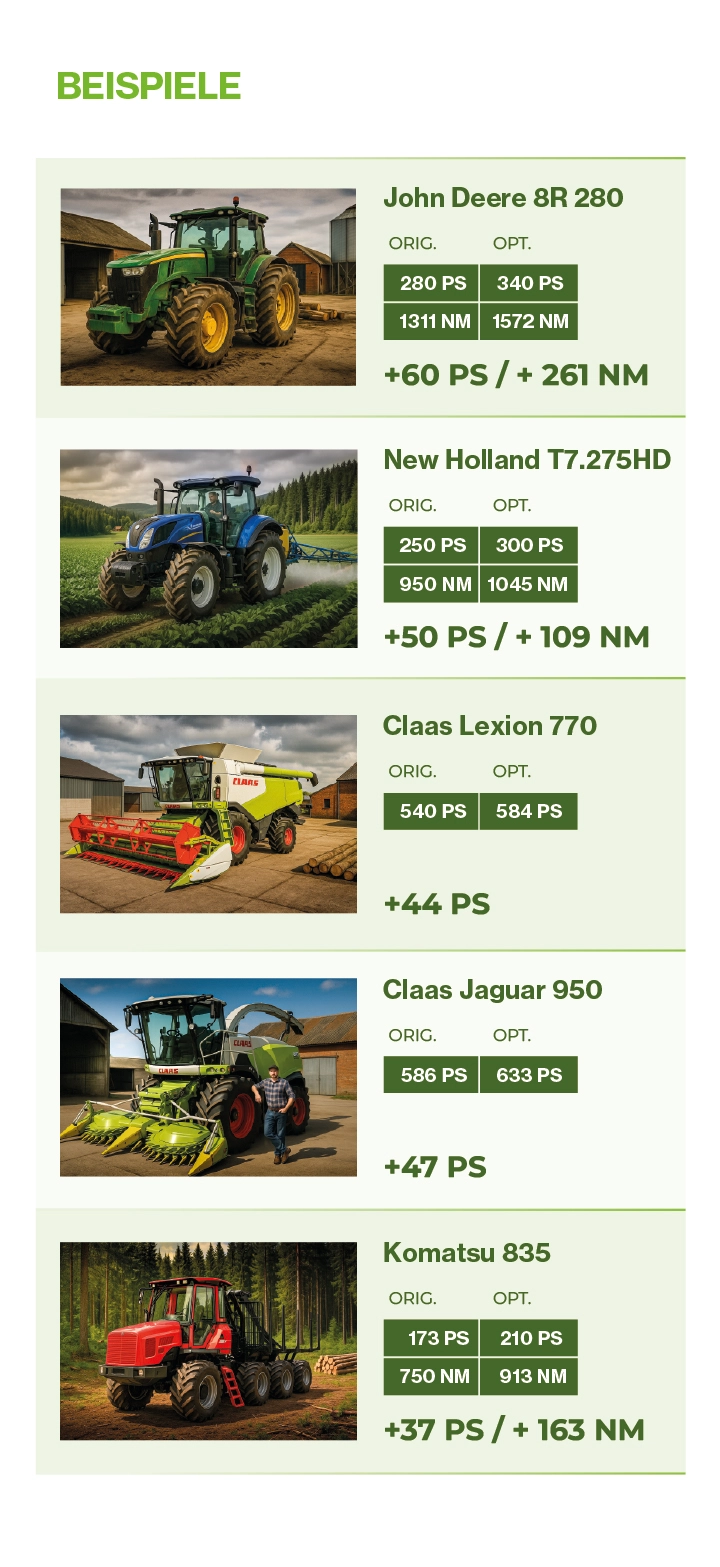 BEISPIELE
John Deere 8R 280
ORIG. OPT.
280 PS 340 PS
1311 NM 1572 NM
+60 PS / + 261 NM
New Holland T7.275HD
ORIG. OPT.
250 PS 300 PS
950 NM 1045 NM
+50 PS / + 109 NM
Claas Lexion 770
ORIG. OPT.
540 PS 584 PS
+44 PS
CLAAS
CLAAS
Claas Jaguar 950
ORIG. OPT.
586 PS 633 PS
+47 PS
CLAAS
CLAAS
Komatsu 835
ORIG. OPT.
173 PS 210 PS
750 NM 913 NM
+37 PS / + 163 NM